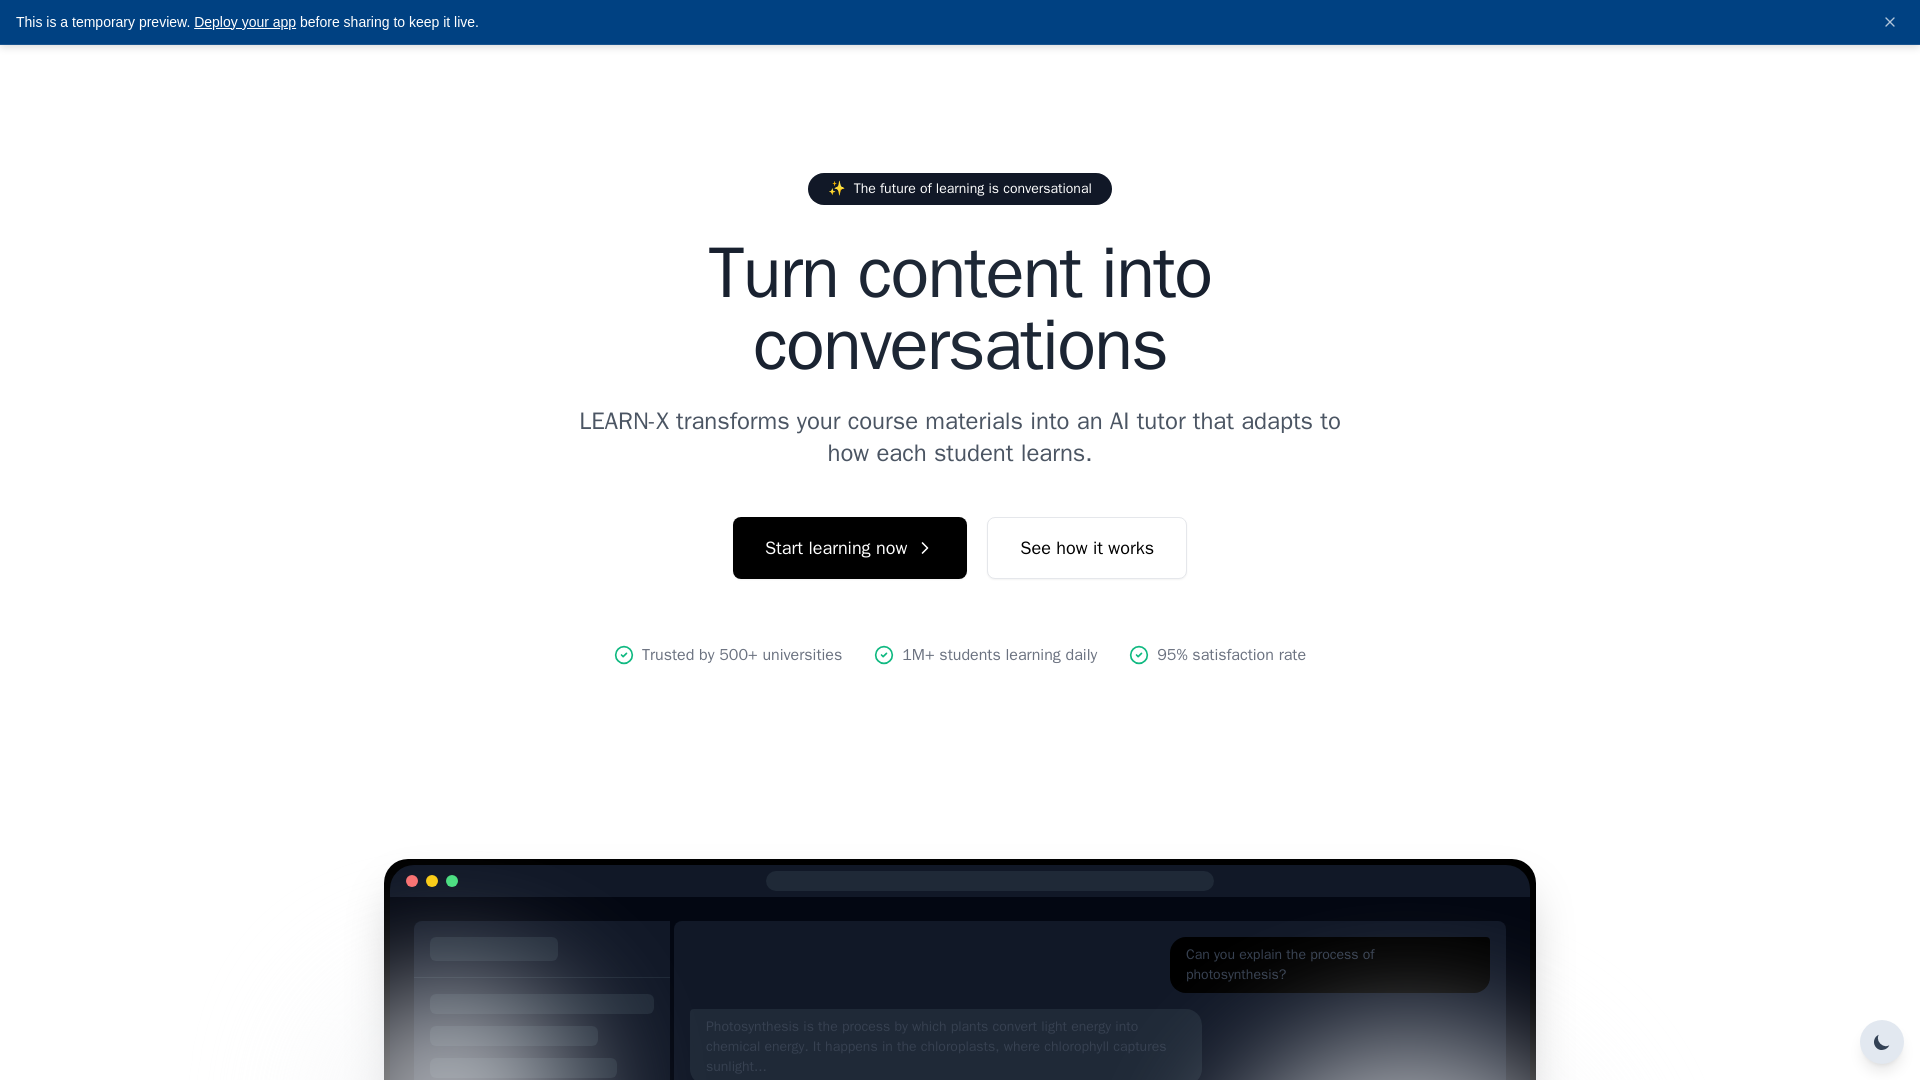 This is a temporary preview. Deploy your app before sharing to keep it live.
✨ The future of learning is conversational
Turn content into
conversations
LEARN-X transforms your course materials into an AI tutor that adapts to
how each student learns.
Start learning now
See how it works
Trusted by 500+ universities
1M+ students learning daily
95% satisfaction rate
Can you explain the process of
photosynthesis?
Photosynthesis is the process by which plants convert light energy into
chemical energy. It happens in the chloroplasts, where chlorophyll captures
sunlight...